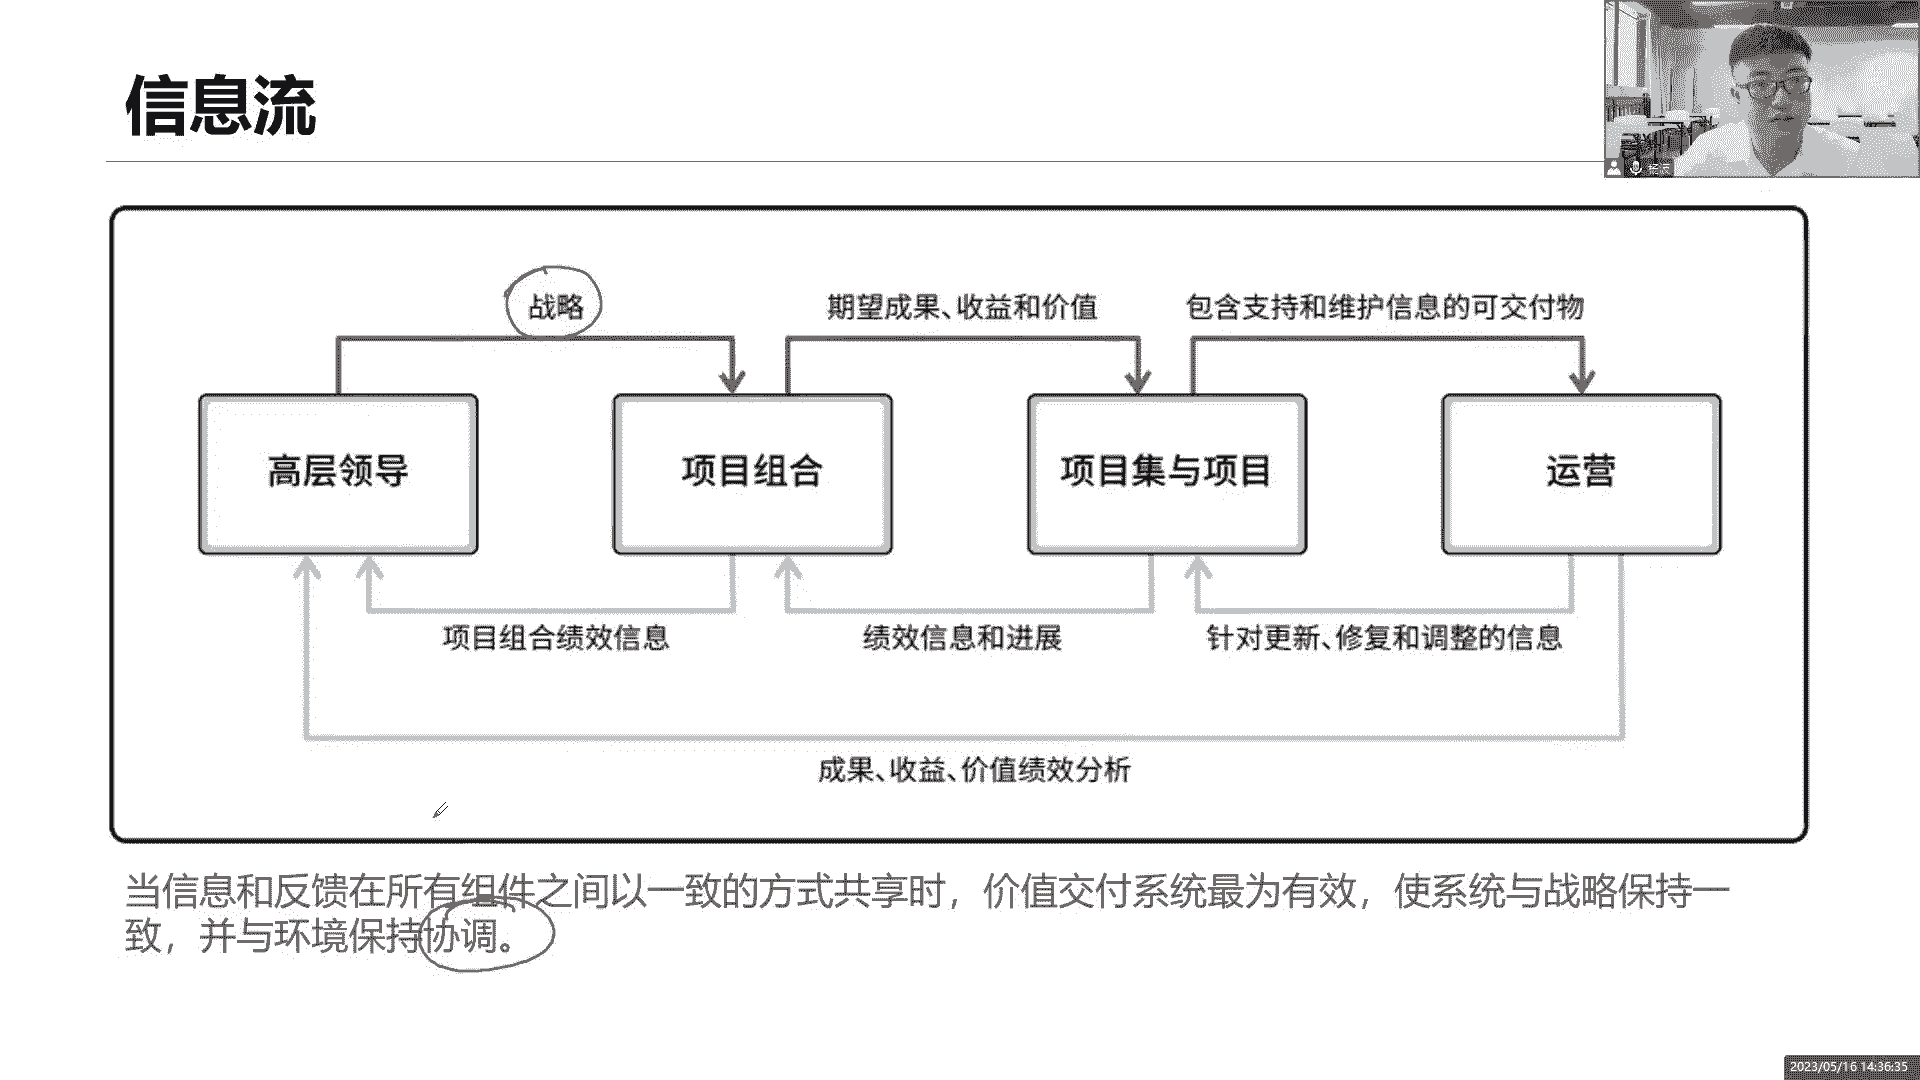 信息流
战略
期望成果、收益和价值
包含支持和维护信息的可交付物
高层领导
项目组合
项目集与项目
运营
项目组合绩效信息
绩效信息和进展
针对更新、修复和调整的信息
成果、收益、价值绩效分析
当信息和反馈在所有组件之间以一致的方式共享时，价值交付系统最为有效，使系统与战略保持一
致，并与环境保持协调。
2023/05/16 14:36:35